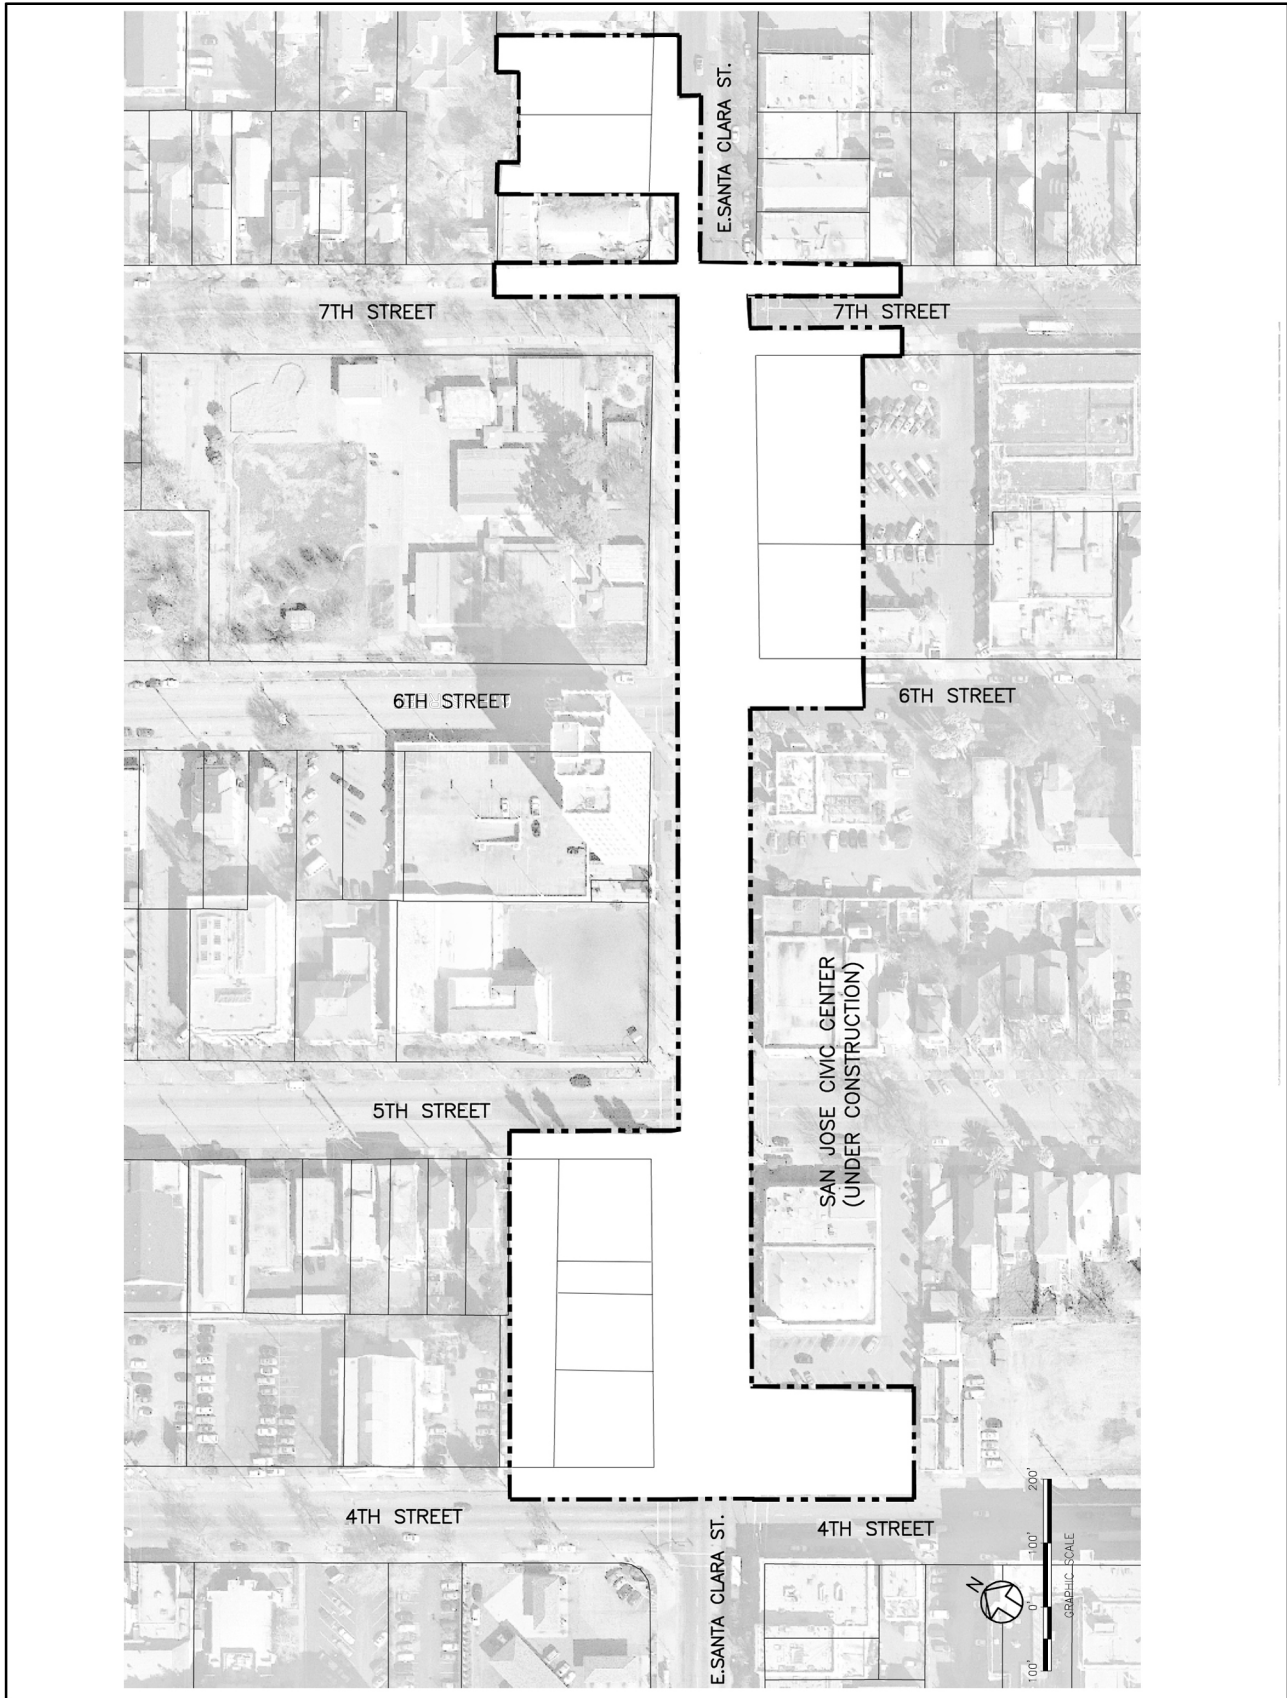 E.SANTA CLARA ST.
7TH STREET
7TH STREET
6TH STREET
6TH STREET
SAN JOSE CIVIC CENTER
(UNDER CONSTRUCTION)
5TH STREET
4TH STREET
4TH STREET
E.SANTA CLARA ST.
N
100' 0' 100' 200'
GRAPHIC SCALE